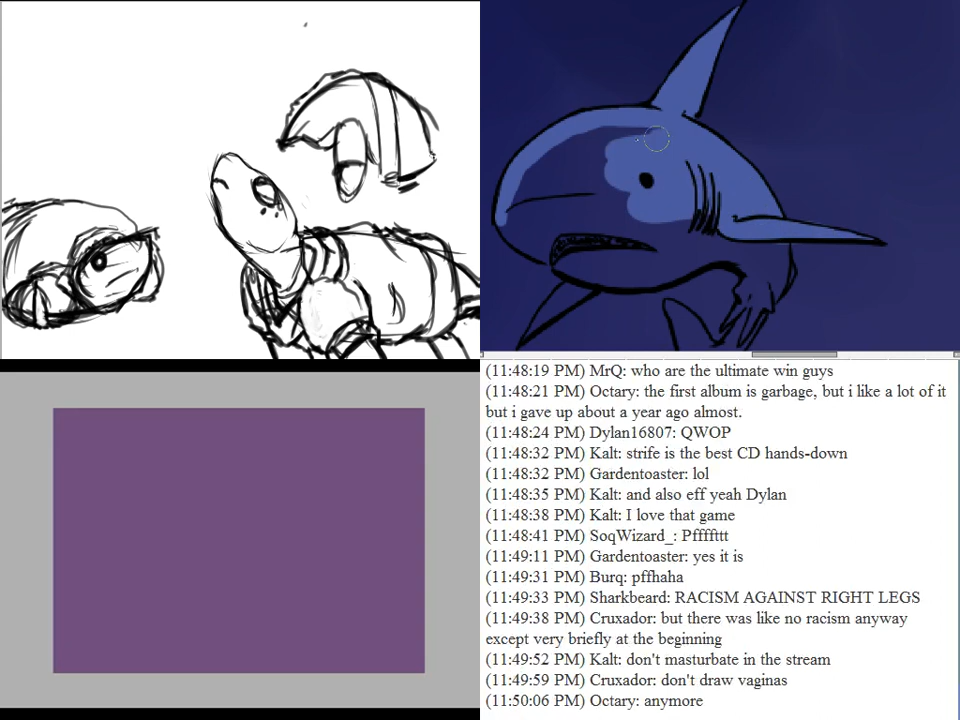 (11:48:19 PM) MrQ: who are the ultimate win guys
(11:48:21 PM) Octary: the first album is garbage, but i like a lot of it
but i gave up about a year ago almost.
(11:48:24 PM) Dylan16807: QWOP
(11:48:32 PM) Kalt: strife is the best CD hands-down
(11:48:32 PM) Gardentoaster: lol
(11:48:35 PM) Kalt: and also eff yeah Dylan
(11:48:38 PM) Kalt: I love that game
(11:48:41 PM) SoqWizard_: Pffffttt
(11:49:11 PM) Gardentoaster: yes it is
(11:49:31 PM) Burq: pffhaha
(11:49:33 PM) Sharkbeard: RACISM AGAINST RIGHT LEGS
(11:49:38 PM) Cruxador: but there was like no racism anyway
except very briefly at the beginning
(11:49:52 PM) Kalt: don't masturbate in the stream
(11:49:59 PM) Cruxador: don't draw vaginas
(11:50:06 PM) Octary: anymore